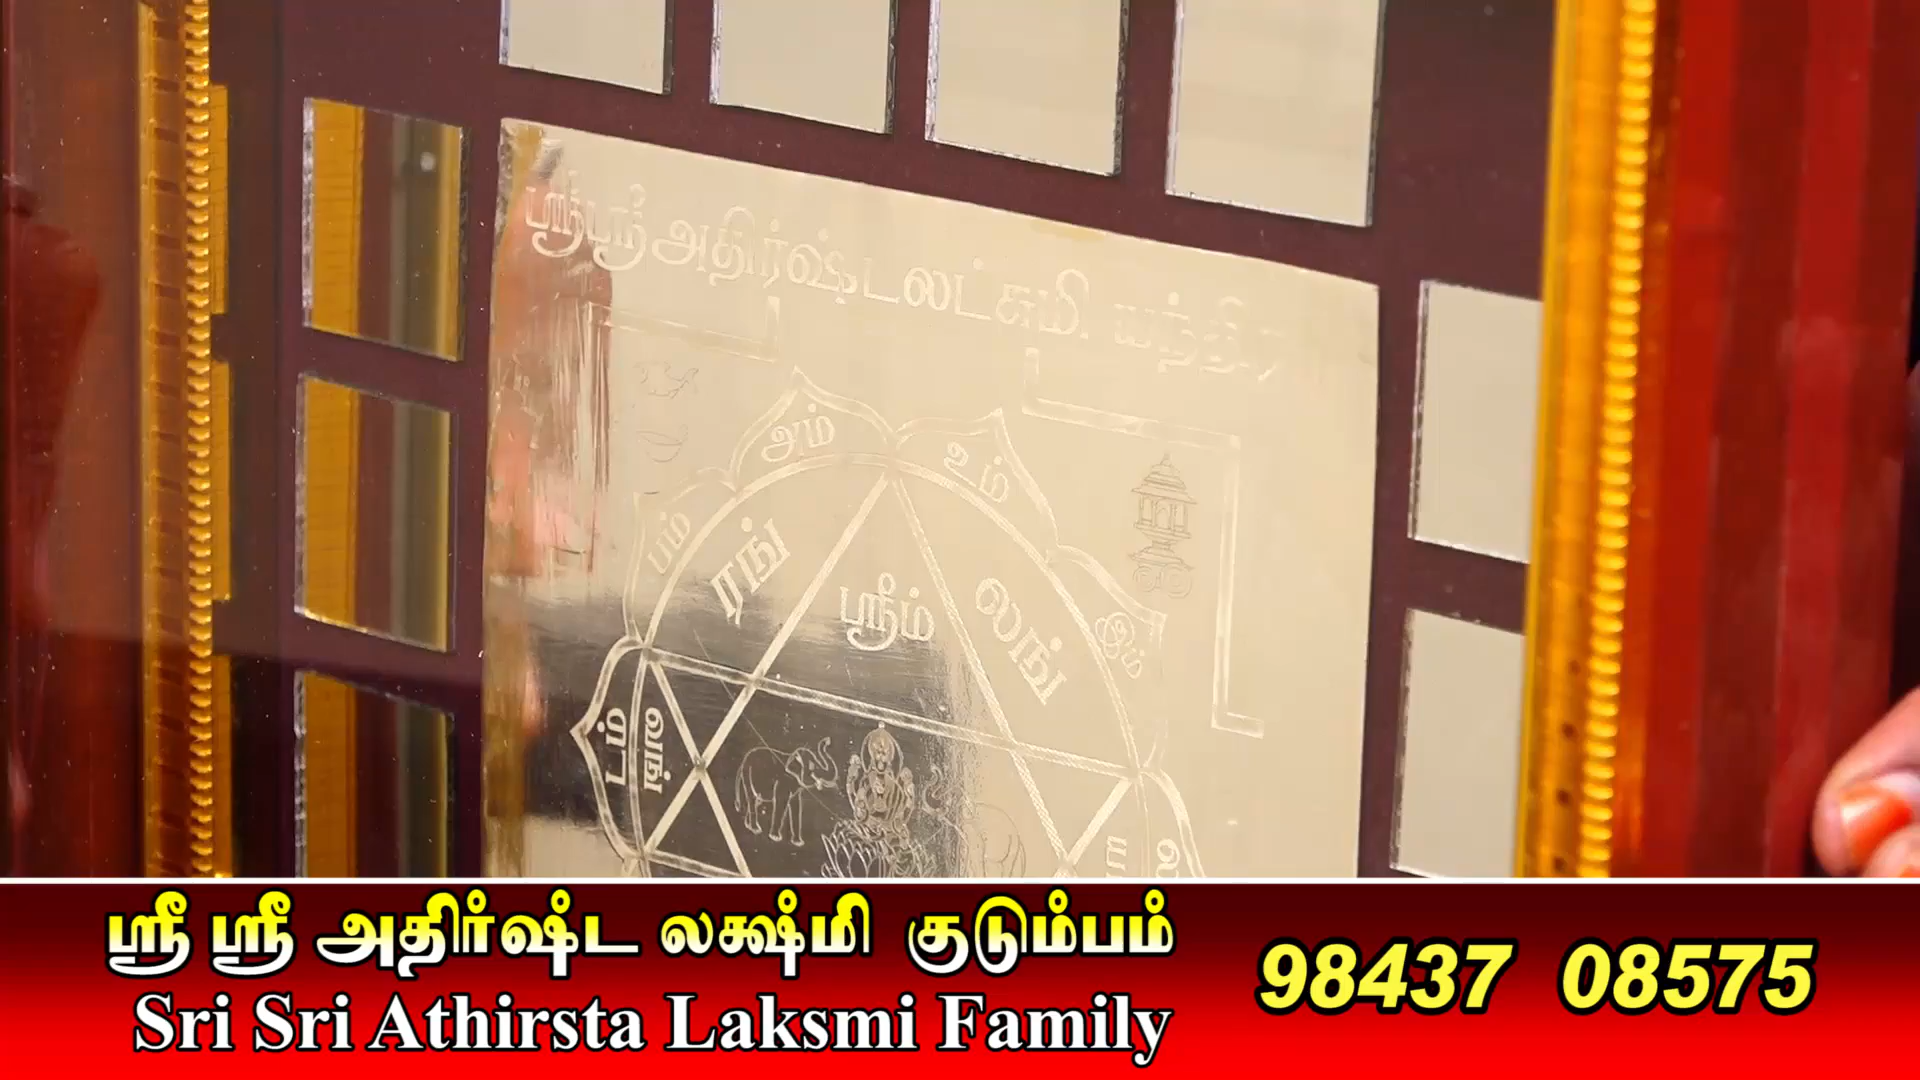 ஸ்ரீஸ்ரீ அதிர்ஷ்ட லட்சுமி யந்திர
அம்
உம்
பம்
ரங்
ஸ்ரீம்
லங்
இம்
டம்
ஸ்ரீ ஸ்ரீ அதிர்ஷ்ட லக்ஷ்மி குடும்பம்
Sri Sri Athirsta Laksmi Family
98437 08575